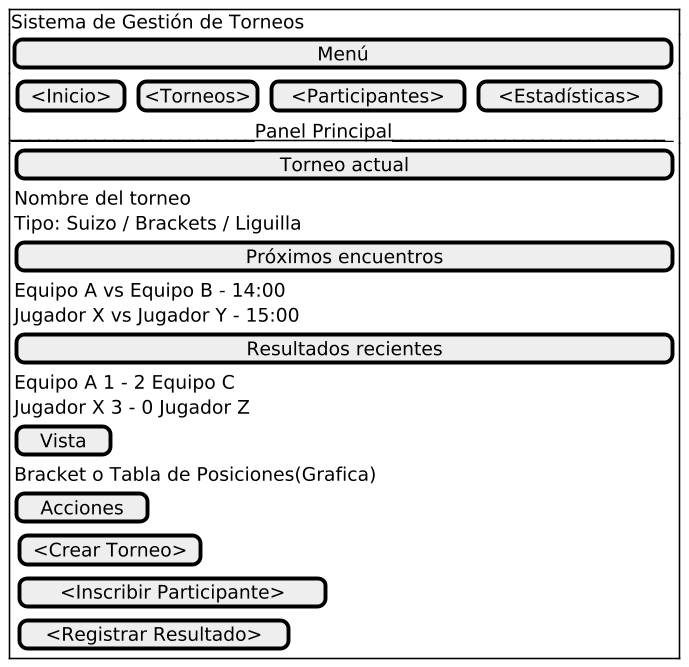 Sistema de Gestión de Torneos
Menú
<Inicio> <Torneos> <Participantes> <Estadísticas>
Panel Principal
Torneo actual
Nombre del torneo
Tipo: Suizo / Brackets / Liguilla
Próximos encuentros
Equipo A vs Equipo B - 14:00
Jugador X vs Jugador Y - 15:00
Resultados recientes
Equipo A 1 - 2 Equipo C
Jugador X 3 - 0 Jugador Z
Vista
Bracket o Tabla de Posiciones(Grafica)
Acciones
<Crear Torneo>
<Inscribir Participante>
<Registrar Resultado>